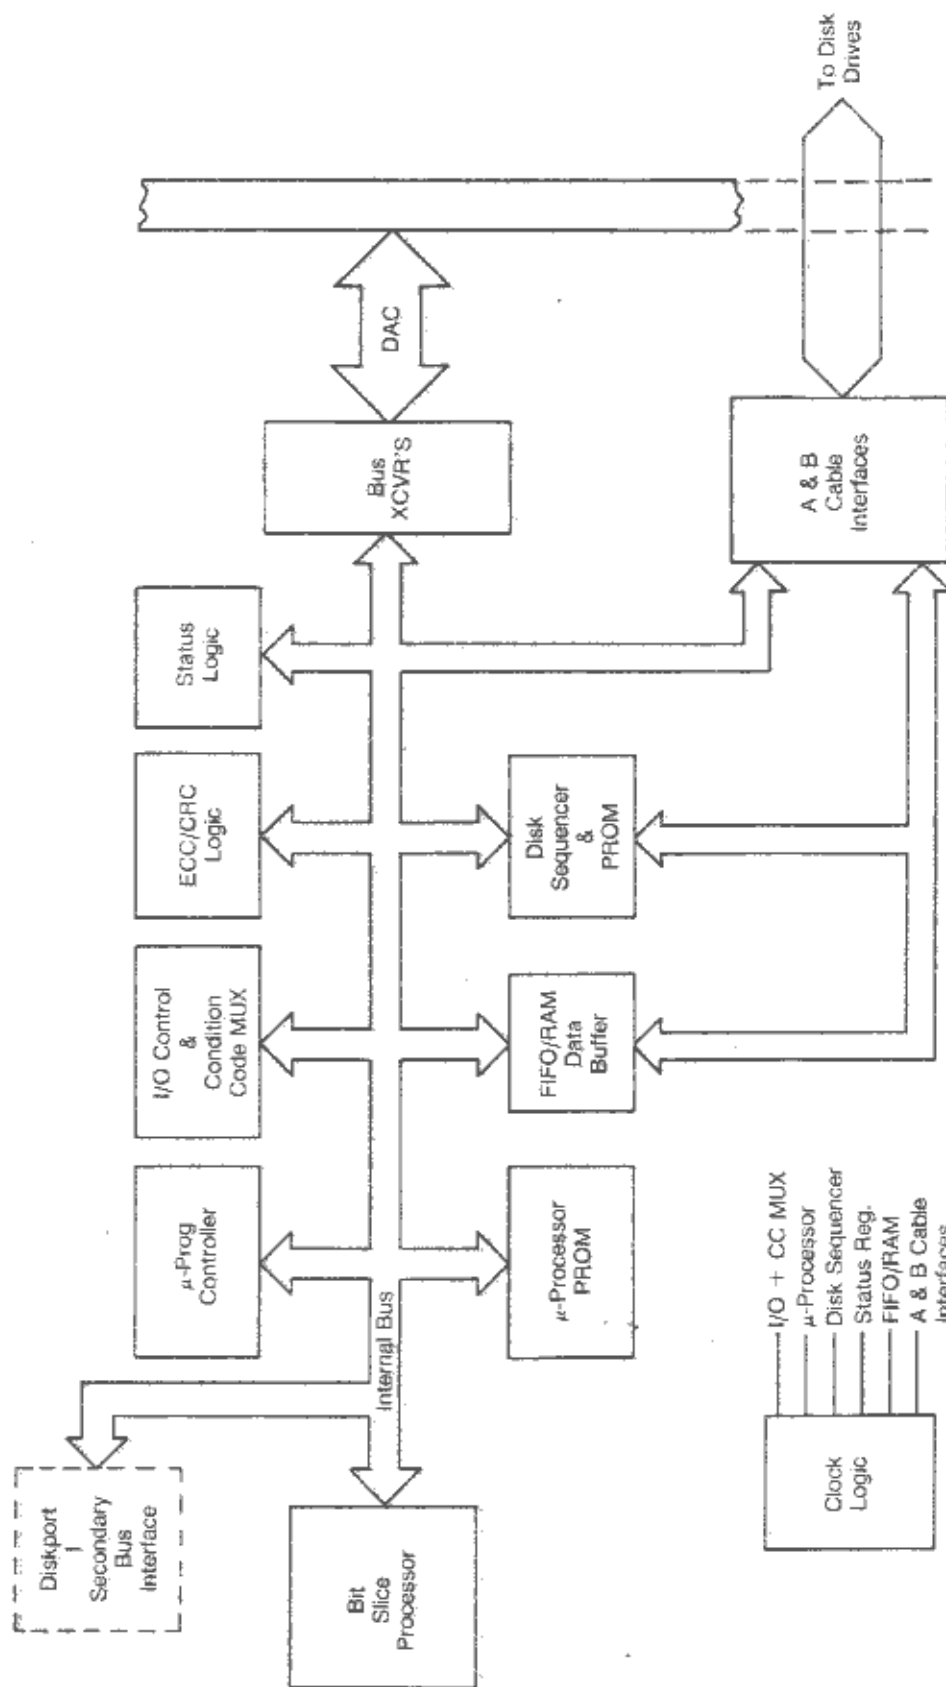 Diskport
/
Secondary
Bus
Interface
Bit
Slice
Processor
Internal Bus
μ-Prog
Controller
I/O Control
&
Condition
Code MUX
ECC/CRC
Logic
Status
Logic
Bus
XCVR'S
DAC
μ-Processor
PROM
FIFO/RAM
Data
Buffer
Disk
Sequencer
&
PROM
A & B
Cable
Interfaces
To Disk
Drives
Clock
Logic
I/O + CC MUX
μ-Processor
Disk Sequencer
Status Reg.
FIFO/RAM
A & B Cable
Interfaces